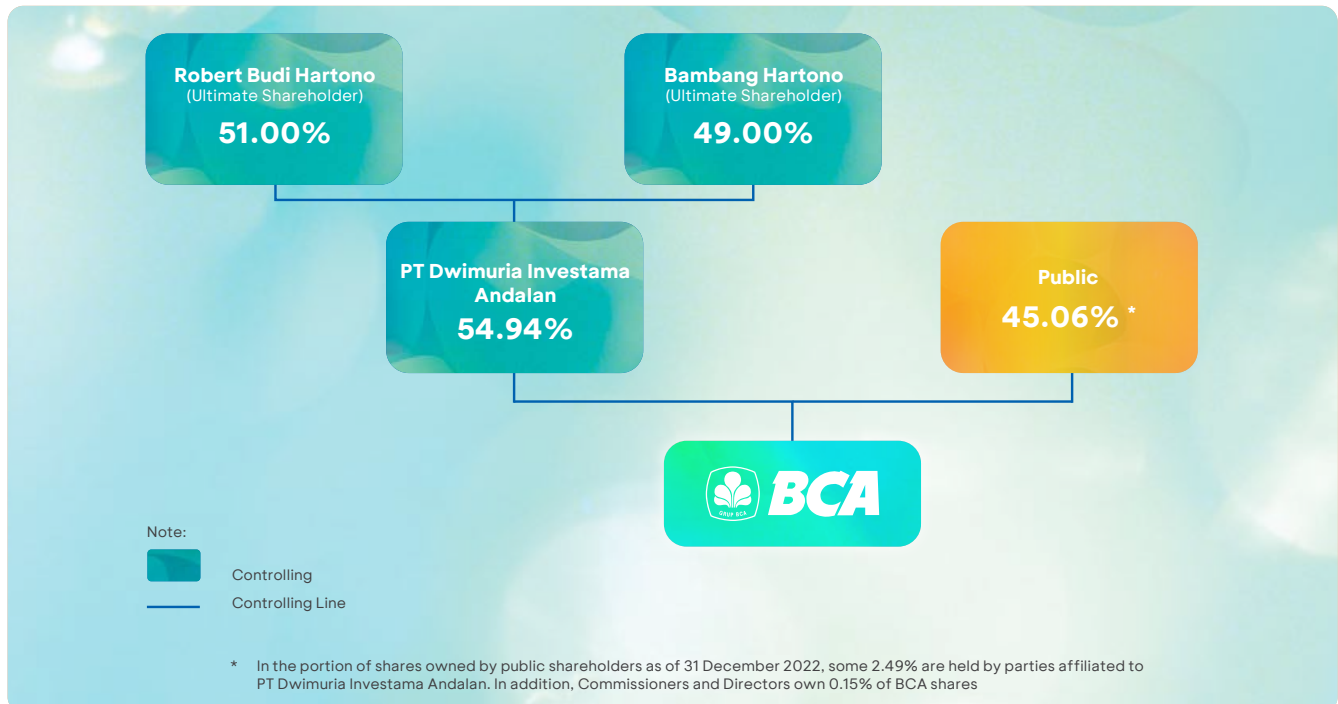 Robert Budi Hartono
(Ultimate Shareholder)
51.00%
Bambang Hartono
(Ultimate Shareholder)
49.00%
PT Dwimuria Investama
Andalan
54.94%
Public
45.06% *
GRUP BCA
BCA
Note:
Controlling
Controlling Line
* In the portion of shares owned by public shareholders as of 31 December 2022, some 2.49% are held by parties affiliated to
PT Dwimuria Investama Andalan. In addition, Commissioners and Directors own 0.15% of BCA shares